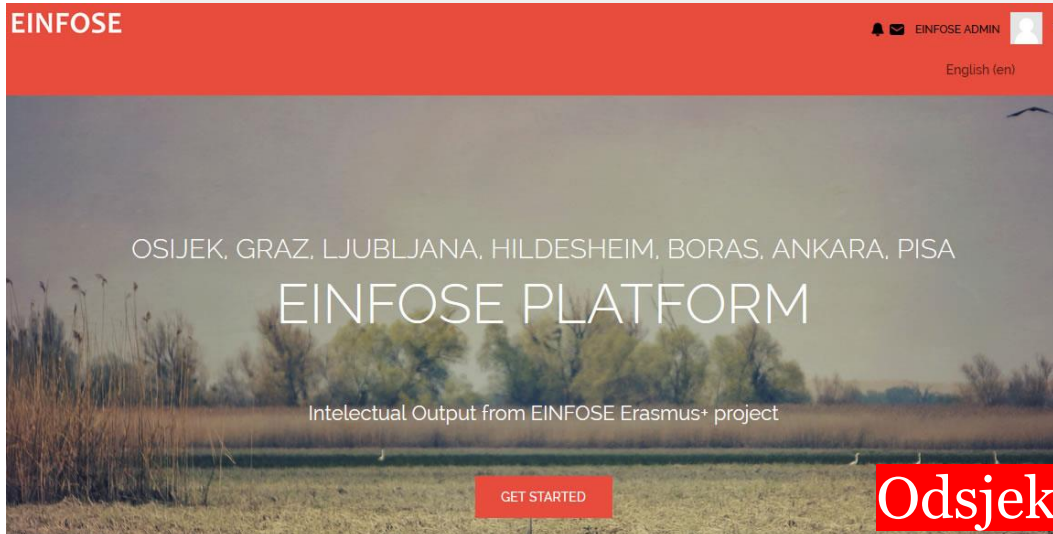 EINFOSE
EINFOSE ADMIN
English (en)
OSIJEK, GRAZ, LJUBLJANA, HILDESHEIM, BORAS, ANKARA, PISA
EINFOSE PLATFORM
Intelectual Output from EINFOSE Erasmus+ project
GET STARTED
Odsjek